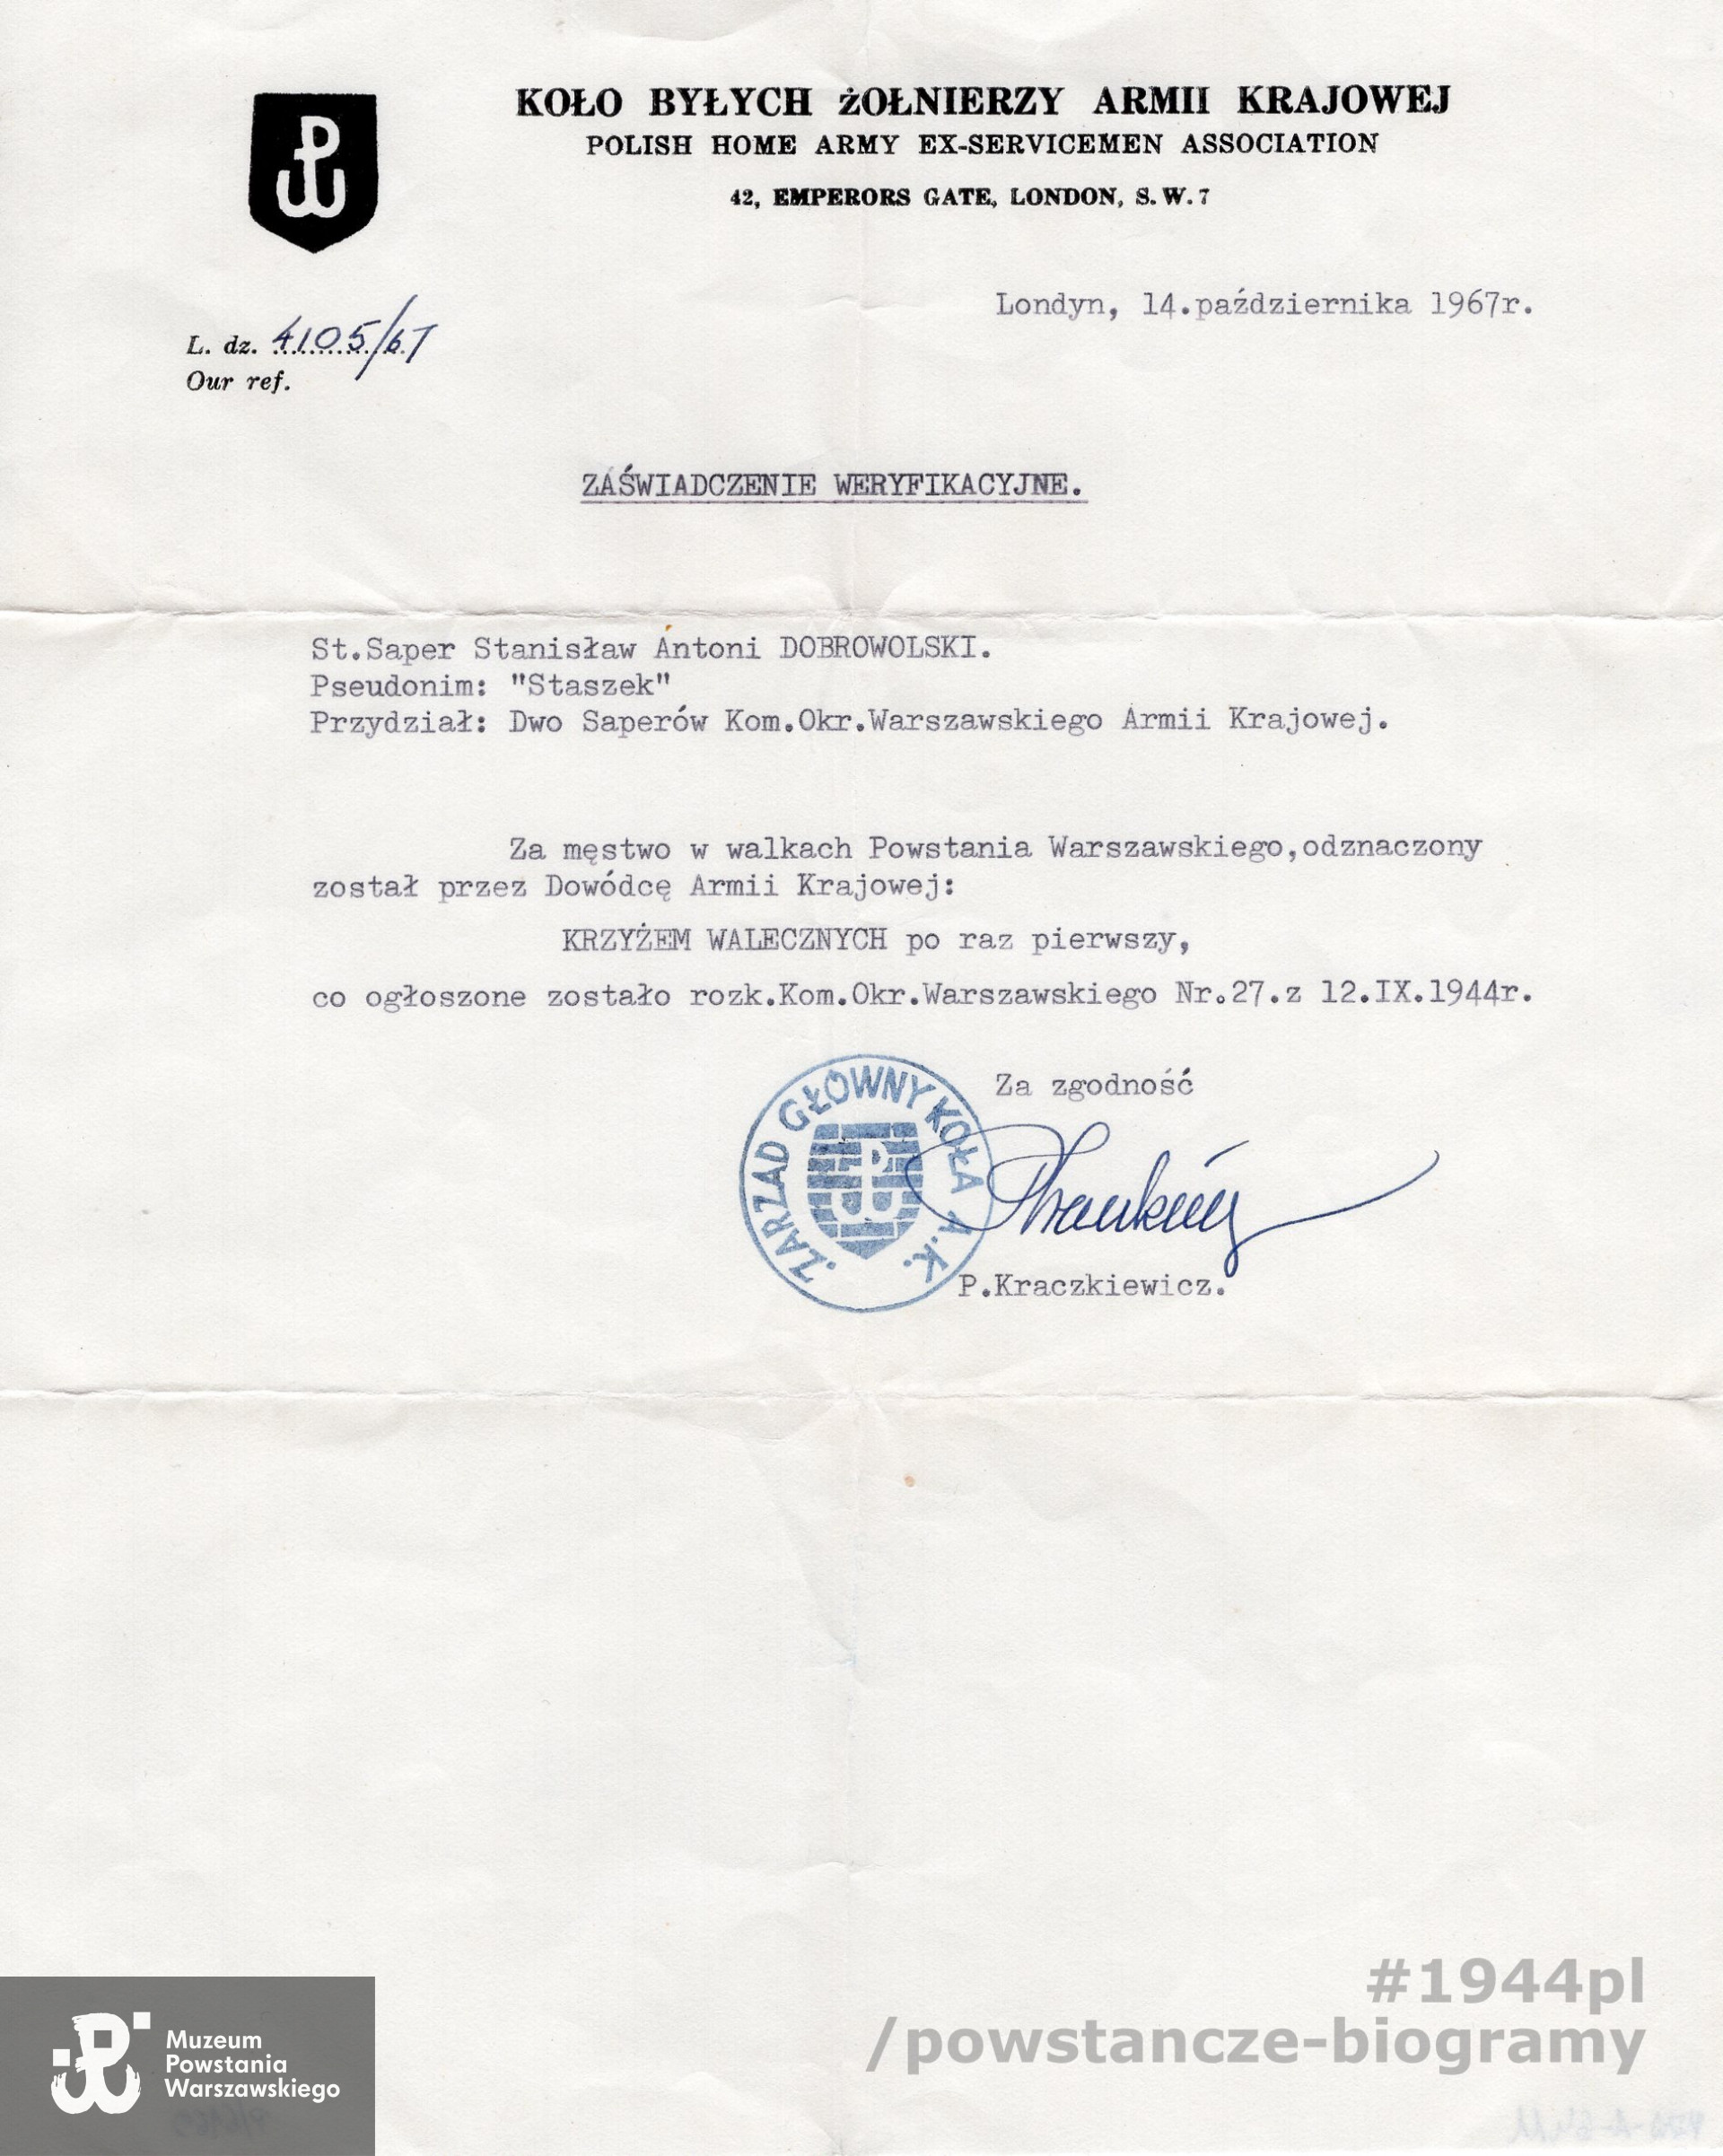 KOŁO BYŁYCH ŻOŁNIERZY ARMII KRAJOWEJ
POLISH HOME ARMY EX-SERVICEMEN ASSOCIATION
42, EMPERORS GATE, LONDON, S.W.7
Londyn, 14.października 1967r.
L. dz. 4105/67
Our ref.
ZAŚWIADCZENIE WERYFIKACYJNE.
St.Saper Stanisław Antoni DOBROWOLSKI.
Pseudonim: "Staszek"
Przydział: Dwo Saperów Kom.Okr.Warszawskiego Armii Krajowej.
Za męstwo w walkach Powstania Warszawskiego,odznaczony
został przez Dowódcę Armii Krajowej:
KRZYŻEM WALECZNYCH po raz pierwszy,
co ogłoszone zostało rozk.Kom.Okr.Warszawskiego Nr.27.z 12.IX.1944r.
Za zgodność
ZARZAD GŁÓWNY KOŁA A.K.
P.Kraczkiewicz.
#1944pl
/powstancze-biogramy
Muzeum
Powstania
Warszawskiego